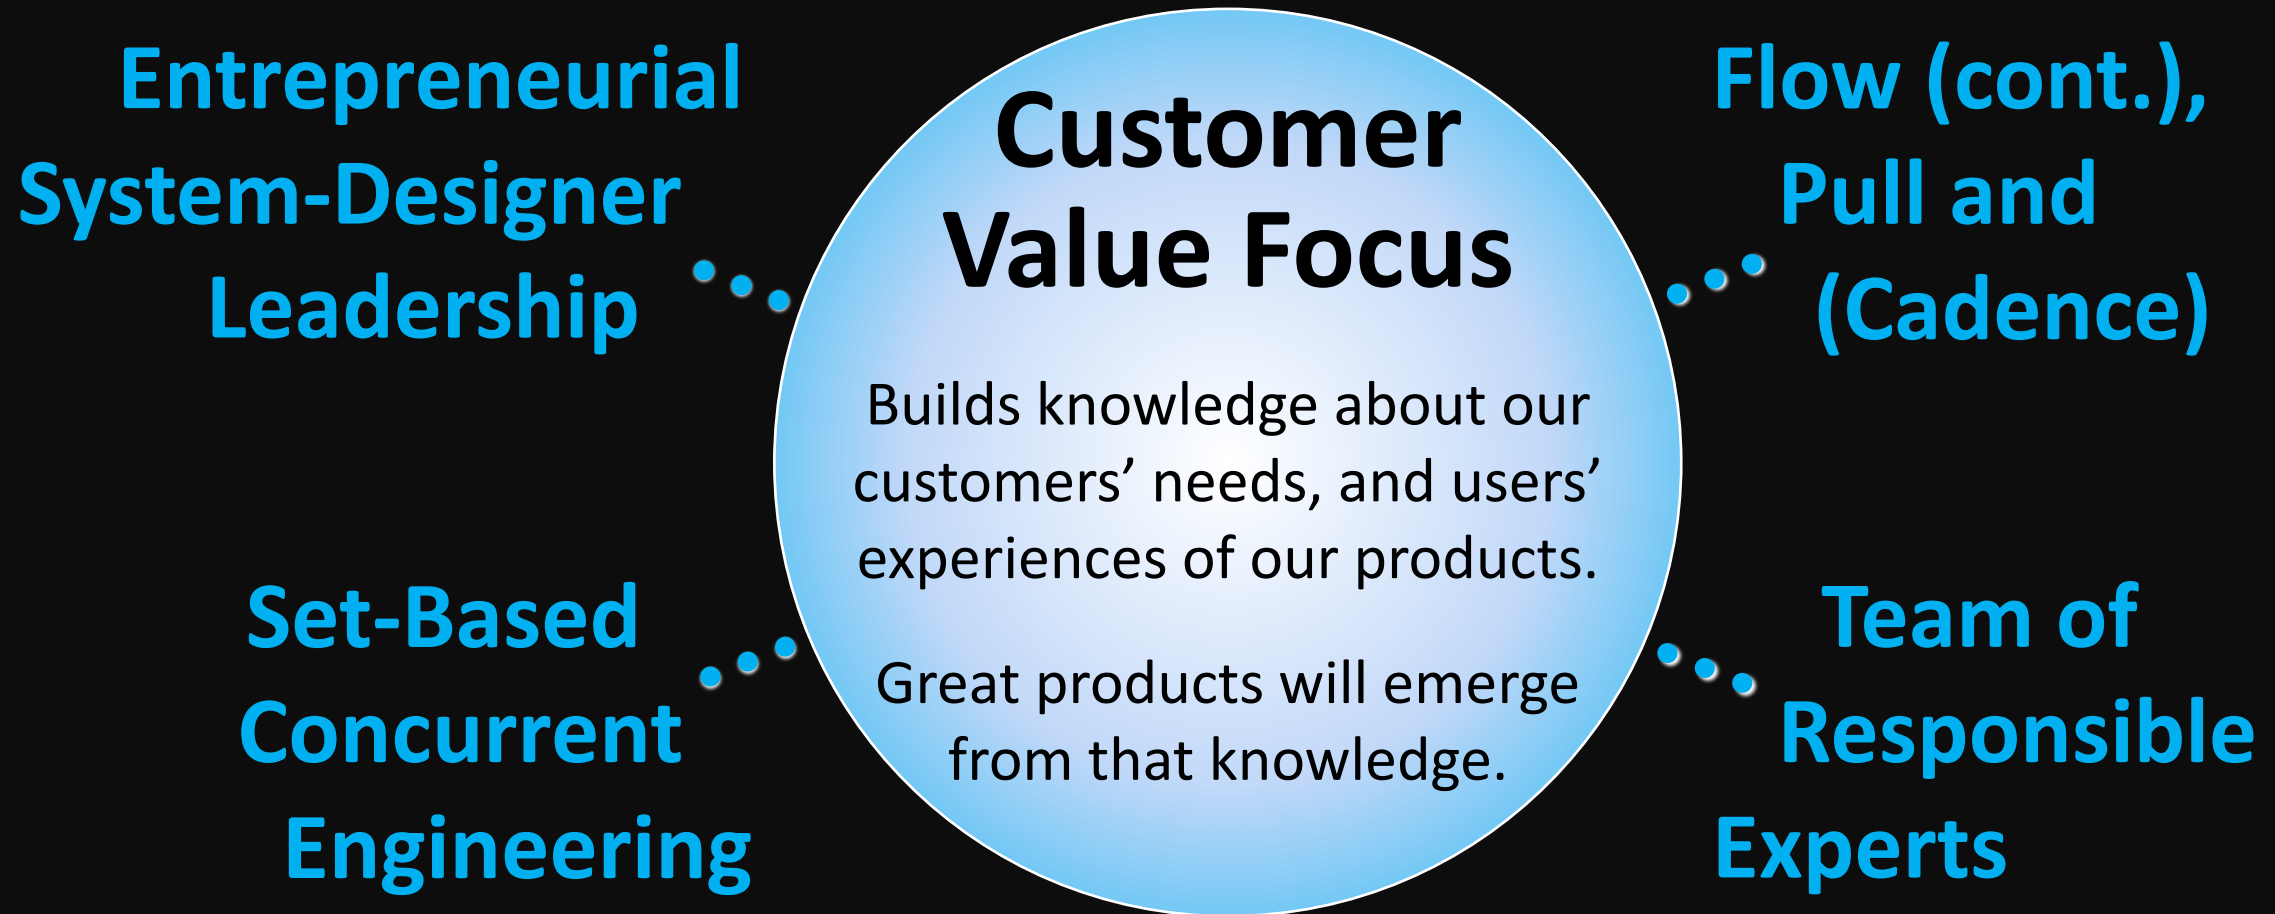 Entrepreneurial
System-Designer
Leadership
Customer
Value Focus
Builds knowledge about our
customers’ needs, and users’
experiences of our products.
Great products will emerge
from that knowledge.
Flow (cont.),
Pull and
(Cadence)
Set-Based
Concurrent
Engineering
Team of
Responsible
Experts